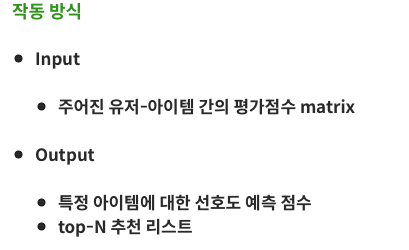 작동 방식
● Input
● 주어진 유저-아이템 간의 평가점수 matrix
● Output
● 특정 아이템에 대한 선호도 예측 점수
● top-N 추천 리스트